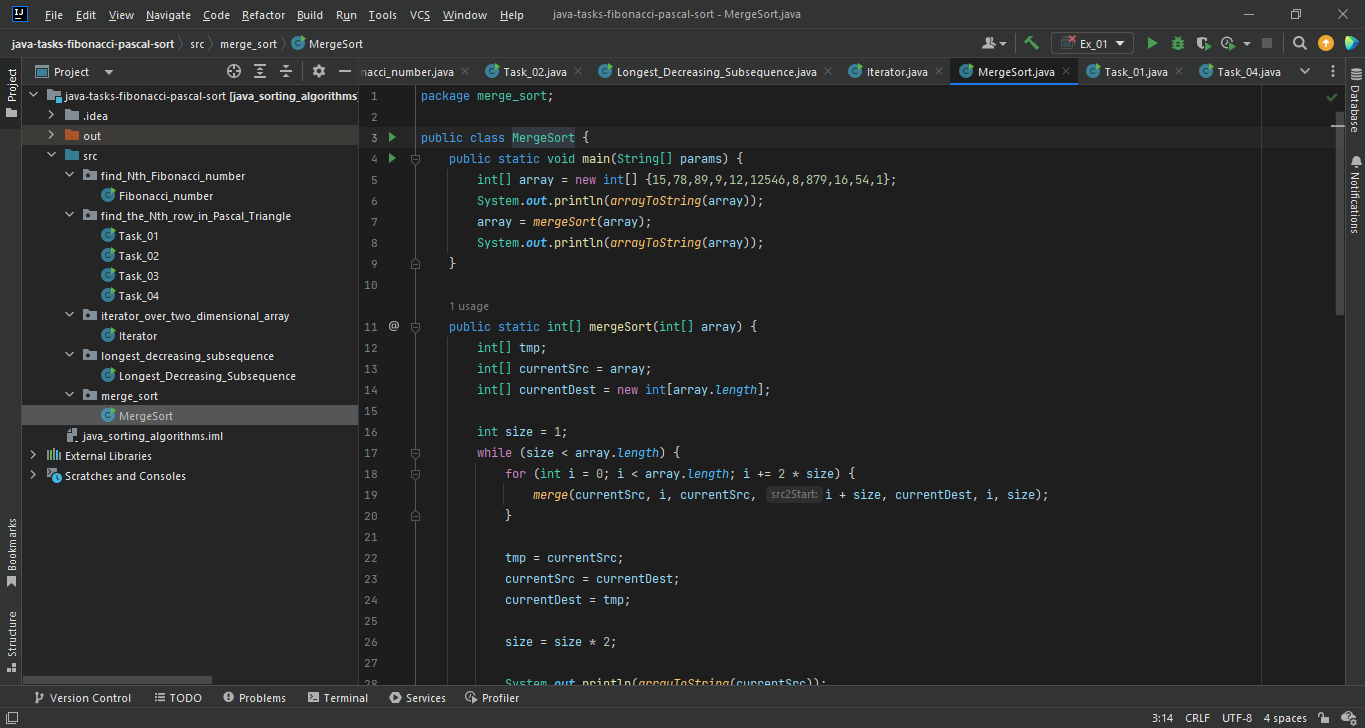 File Edit View Navigate Code Refactor Build Run Tools VCS Window Help java-tasks-fibonacci-pascal-sort - MergeSort.java
java-tasks-fibonacci-pascal-sort src merge_sort MergeSort Ex_01
Project nacci_number.java Task_02.java Longest_Decreasing_Subsequence.java Iterator.java MergeSort.java Task_01.java Task_04.java
Project
java-tasks-fibonacci-pascal-sort [java_sorting_algorithms
.idea
out
src
find_Nth_Fibonacci_number
Fibonacci_number
find_the_Nth_row_in_Pascal_Triangle
Task_01
Task_02
Task_03
Task_04
iterator_over_two_dimensional_array
Iterator
longest_decreasing_subsequence
Longest_Decreasing_Subsequence
merge_sort
MergeSort
java_sorting_algorithms.iml
External Libraries
Scratches and Consoles
Bookmarks
Structure
1 package merge_sort;
2
3 public class MergeSort {
4 public static void main(String[] params) {
5 int[] array = new int[] {15,78,89,9,12,12546,8,879,16,54,1};
6 System.out.println(arrayToString(array));
7 array = mergeSort(array);
8 System.out.println(arrayToString(array));
9 }
10
1 usage
11 @ public static int[] mergeSort(int[] array) {
12 int[] tmp;
13 int[] currentSrc = array;
14 int[] currentDest = new int[array.length];
15
16 int size = 1;
17 while (size < array.length) {
18 for (int i = 0; i < array.length; i += 2 * size) {
19 merge(currentSrc, i, currentSrc, src2Start: i + size, currentDest, i, size);
20 }
21
22 tmp = currentSrc;
23 currentSrc = currentDest;
24 currentDest = tmp;
25
26 size = size * 2;
27
28 System.out.println(arrayToString(currentSrc));
Database
Notifications
Version Control TODO Problems Terminal Services Profiler
3:14 CRLF UTF-8 4 spaces